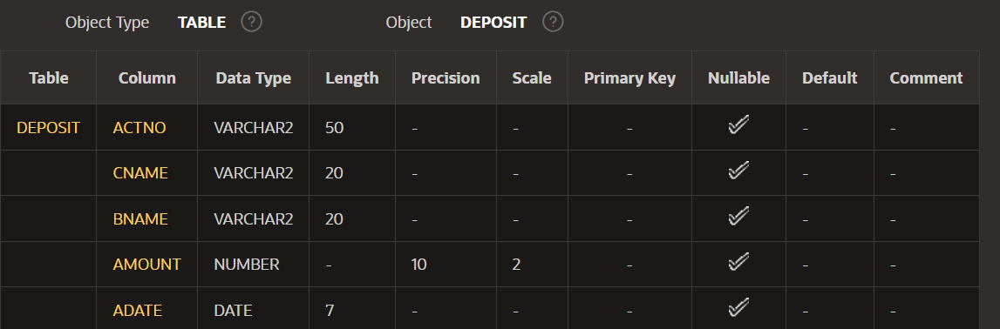 Object Type TABLE ? Object DEPOSIT ?
Table Column Data Type Length Precision Scale Primary Key Nullable Default Comment
DEPOSIT ACTNO VARCHAR2 50 - - - ✓ - -
CNAME VARCHAR2 20 - - - ✓ - -
BNAME VARCHAR2 20 - - - ✓ - -
AMOUNT NUMBER - 10 2 - ✓ - -
ADATE DATE 7 - - - ✓ - -